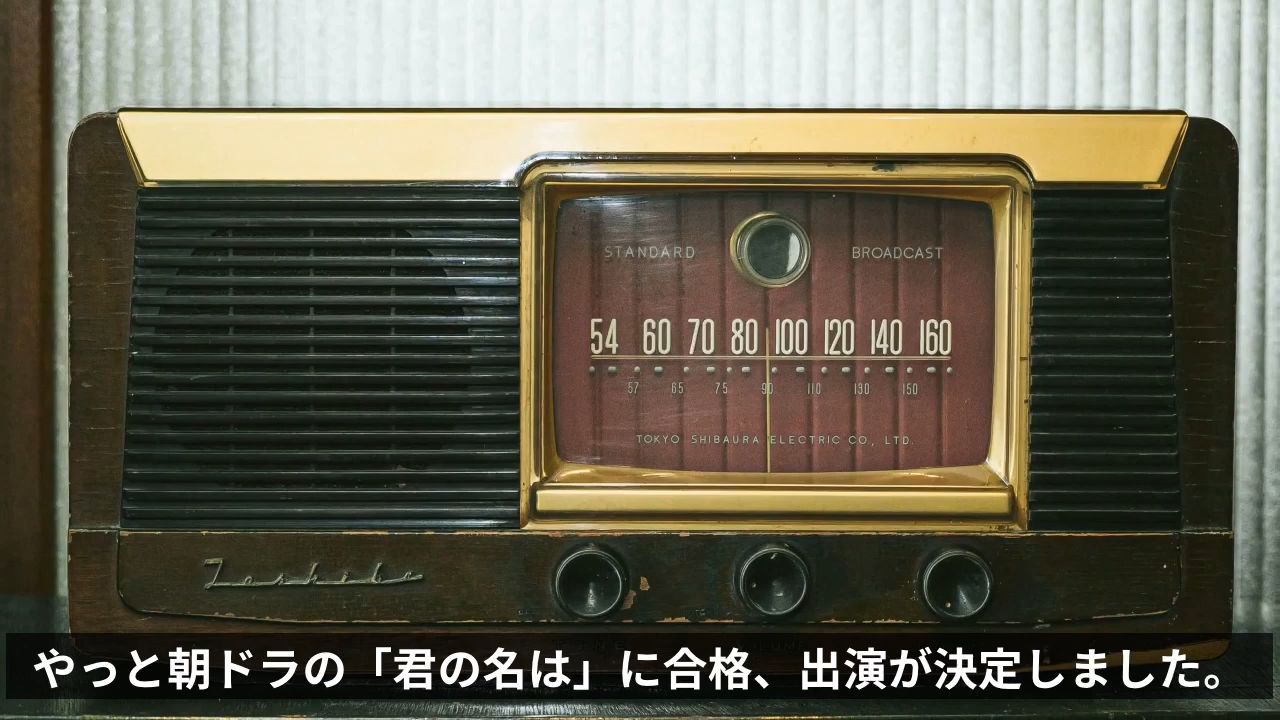 STANDARD BROADCAST
54 60 70 80 100 120 140 160
57 65 75 90 110 130 150
TOKYO SHIBAURA ELECTRIC CO., LTD.
Toshiba
やっと朝ドラの「君の名は」に合格、出演が決定しました。